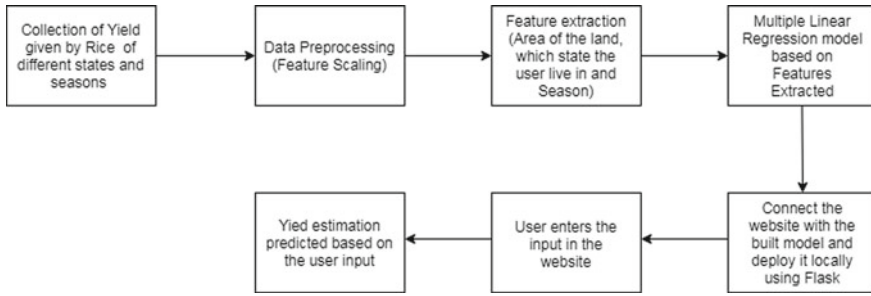 Collection of Yield
given by Rice of
different states and
seasons
Data Preprocessing
(Feature Scaling)
Feature extraction
(Area of the land,
which state the
user live in and
Season)
Multiple Linear
Regression model
based on
Features
Extracted
Connect the
website with the
built model and
deploy it locally
using Flask
User enters the
input in the
website
Yied estimation
predicted based on
the user input